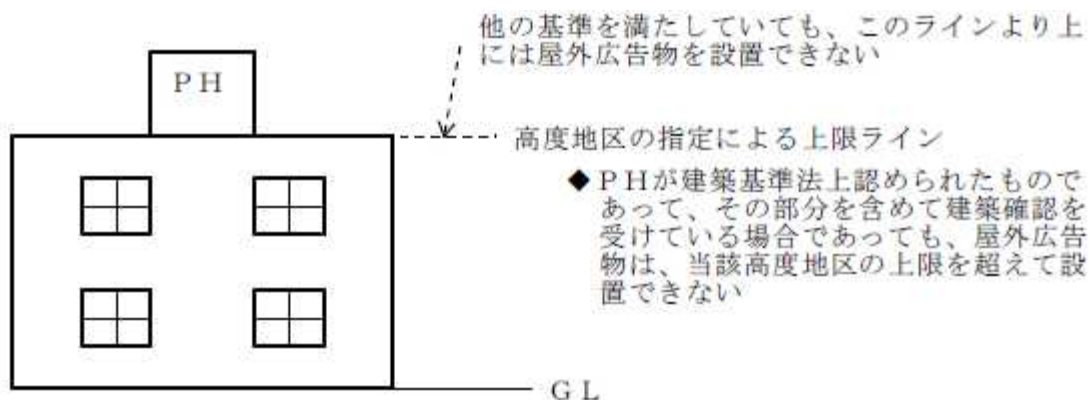 他の基準を満たしていても、このラインより上
には屋外広告物を設置できない
ＰＨ
高度地区の指定による上限ライン
◆ＰＨが建築基準法上認められたもので
あって、その部分を含めて建築確認を
受けている場合であっても、屋外広告
物は、当該高度地区の上限を超えて設
置できない
ＧＬ